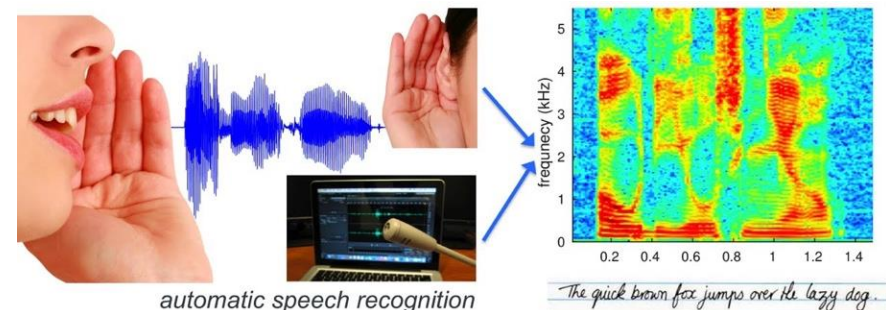 5
4
3
2
1
0
frequnecy (kHz)
0.2 0.4 0.6 0.8 1 1.2 1.4
automatic speech recognition
The quick brown fox jumps over the lazy dog.